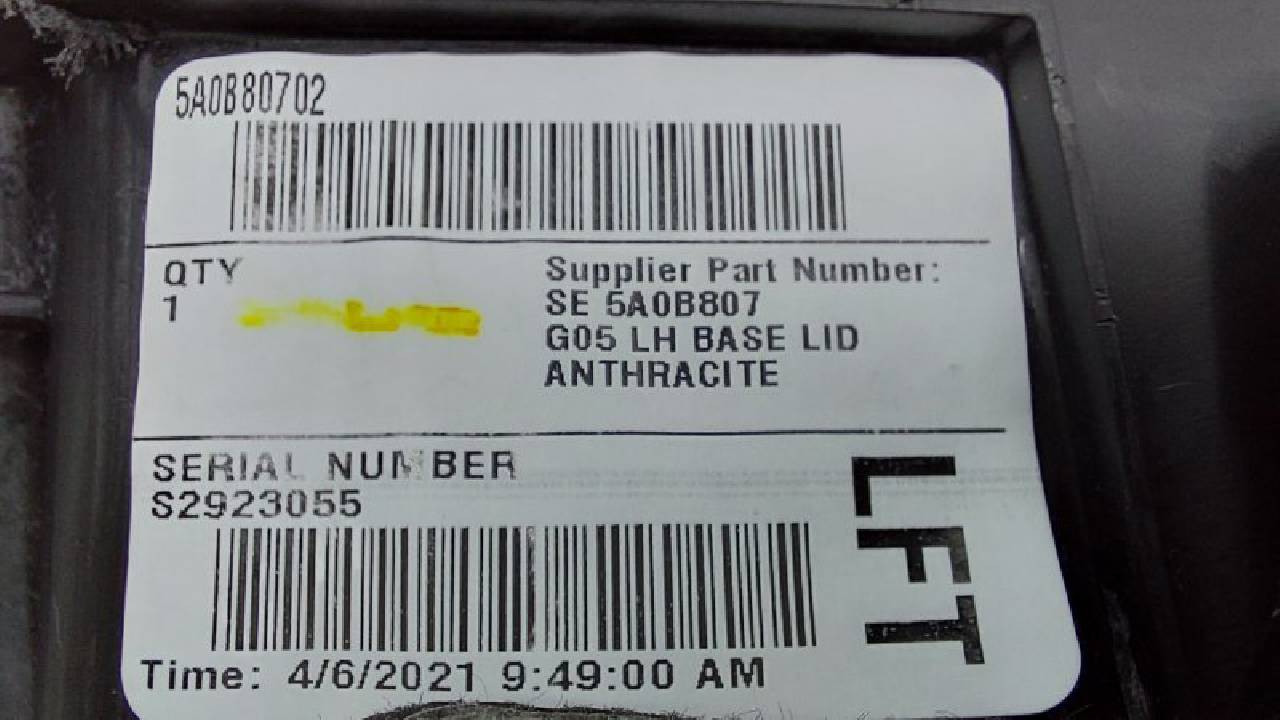 5A0B80702
QTY
1
Supplier Part Number:
SE 5A0B807
G05 LH BASE LID
ANTHRACITE
SERIAL NUMBER
S2923055
LFT
Time: 4/6/2021 9:49:00 AM